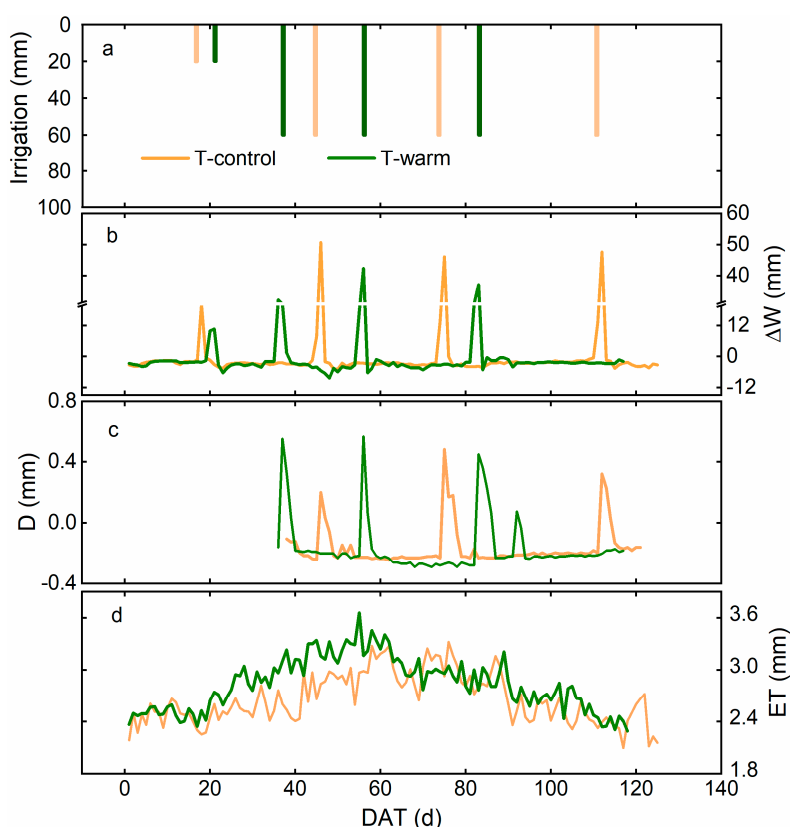 0
20
40
60
80
100
Irrigation (mm)
a
T-control
T-warm
b
60
50
40
12
0
-12
ΔW (mm)
0.8
0.4
0.0
-0.4
D (mm)
c
d
3.6
3.0
2.4
1.8
ET (mm)
0 20 40 60 80 100 120 140
DAT (d)